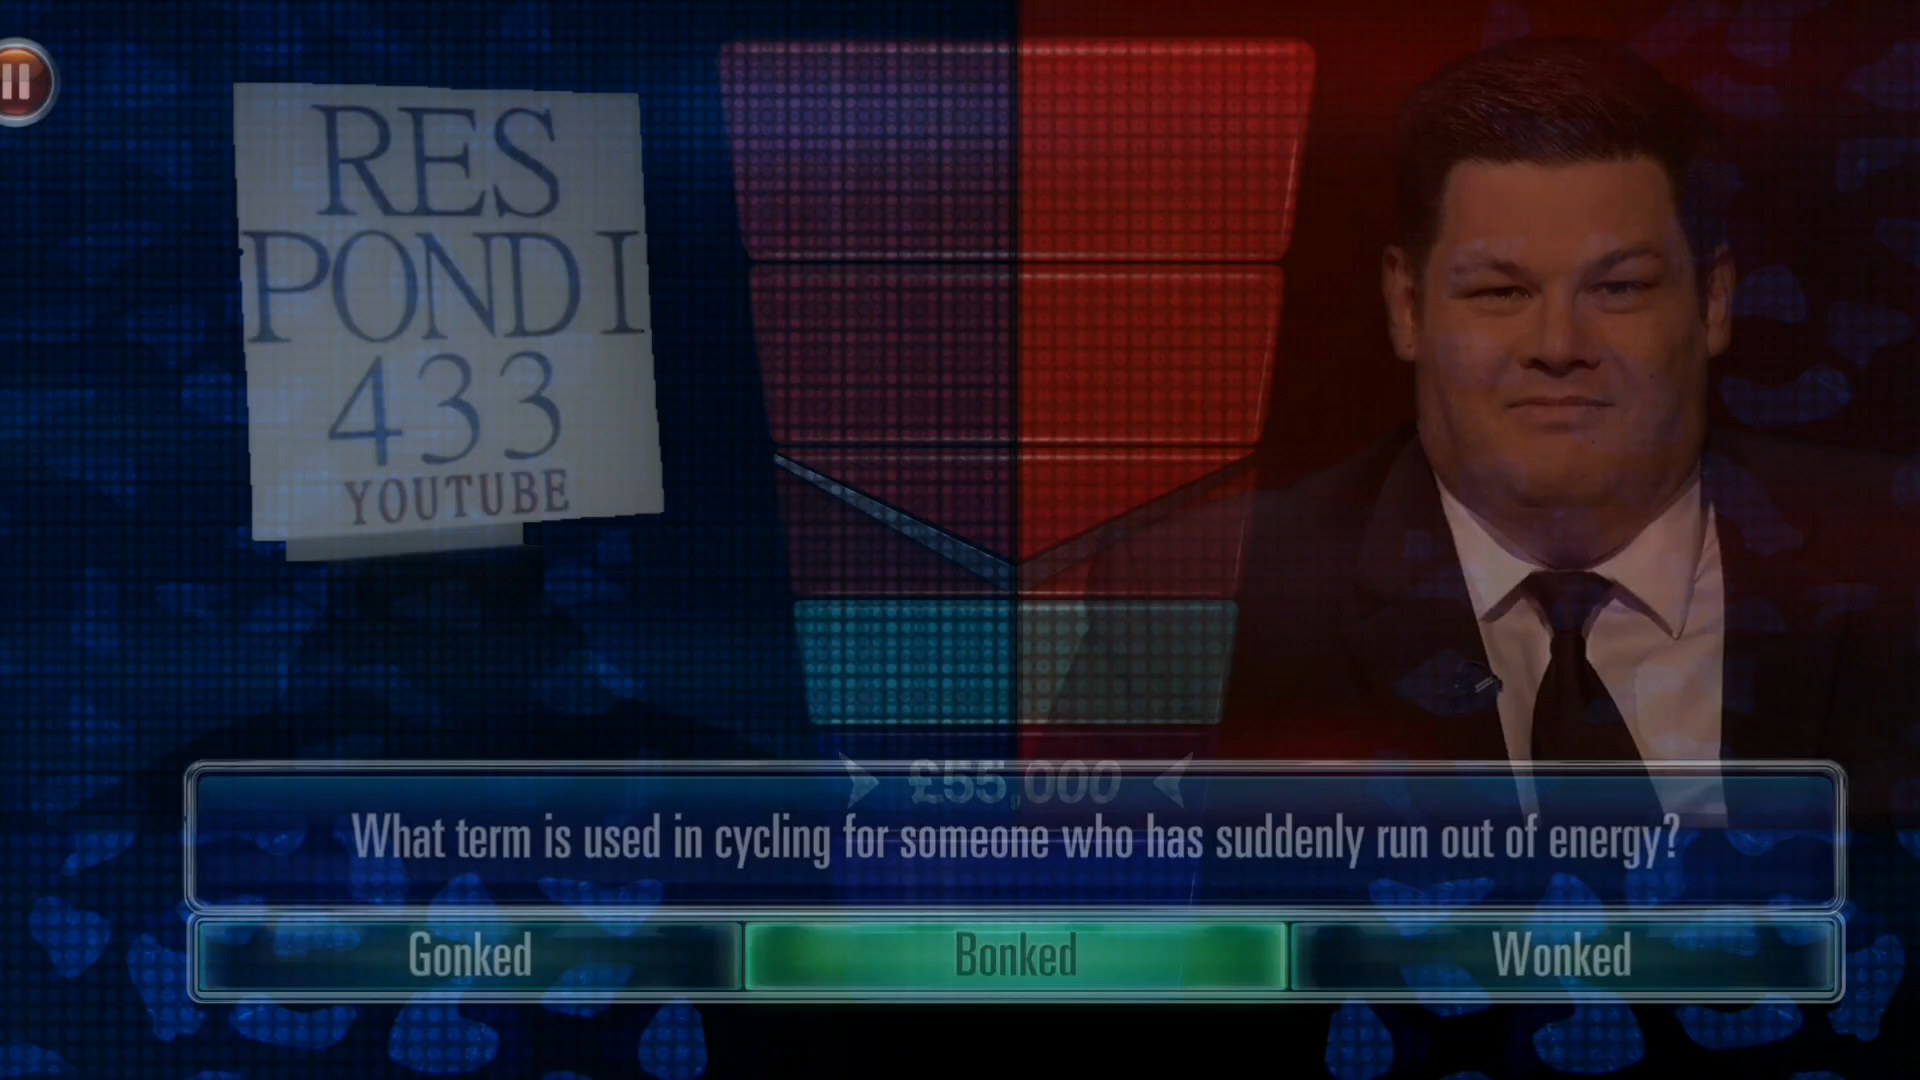 RES
POND I
433
YOUTUBE
£55,000
What term is used in cycling for someone who has suddenly run out of energy?
Gonked
Bonked
Wonked